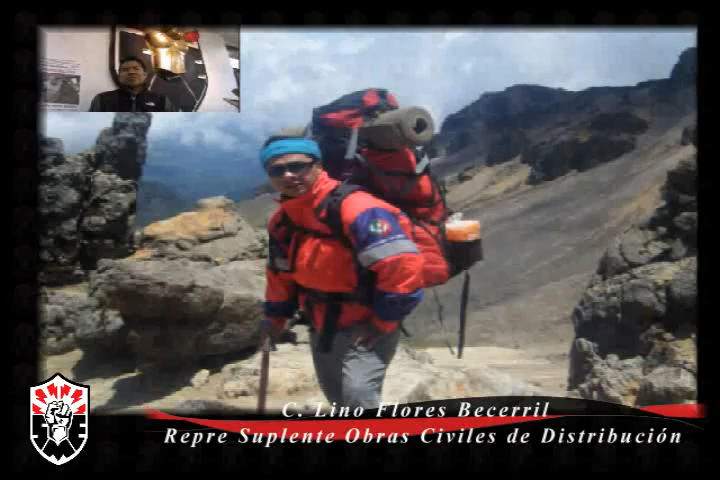 C. Lino Flores Becerril
Repre Suplente Obras Civiles de Distribución